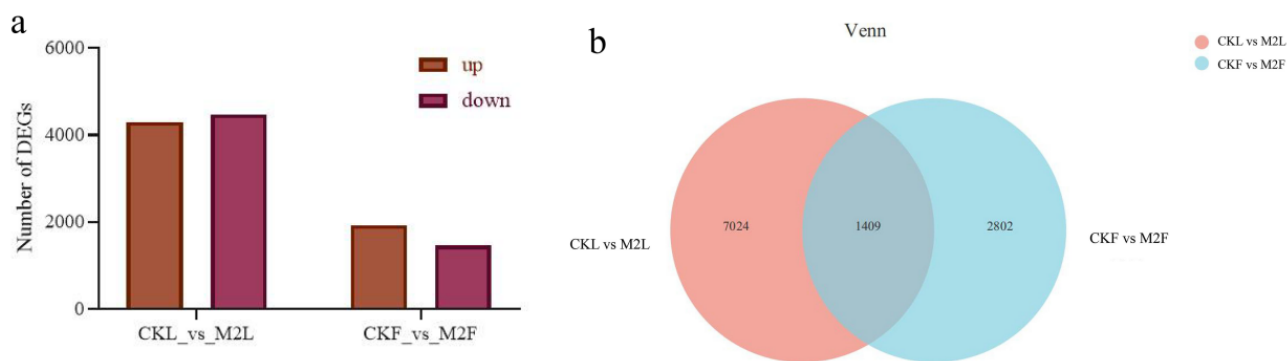 a
6000
4000
2000
0
Number of DEGs
up
down
CKL_vs_M2L
CKF_vs_M2F
b
Venn
CKL vs M2L
CKF vs M2F
7024
1409
2802
CKL vs M2L
CKF vs M2F